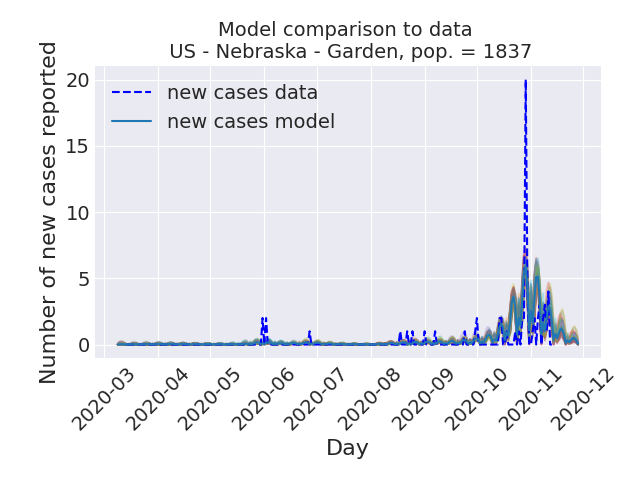 Model comparison to data
US - Nebraska - Garden, pop. = 1837
Number of new cases reported
20
15
10
5
0
new cases data
new cases model
2020-03
2020-04
2020-05
2020-06
2020-07
2020-08
2020-09
2020-10
2020-11
2020-12
Day